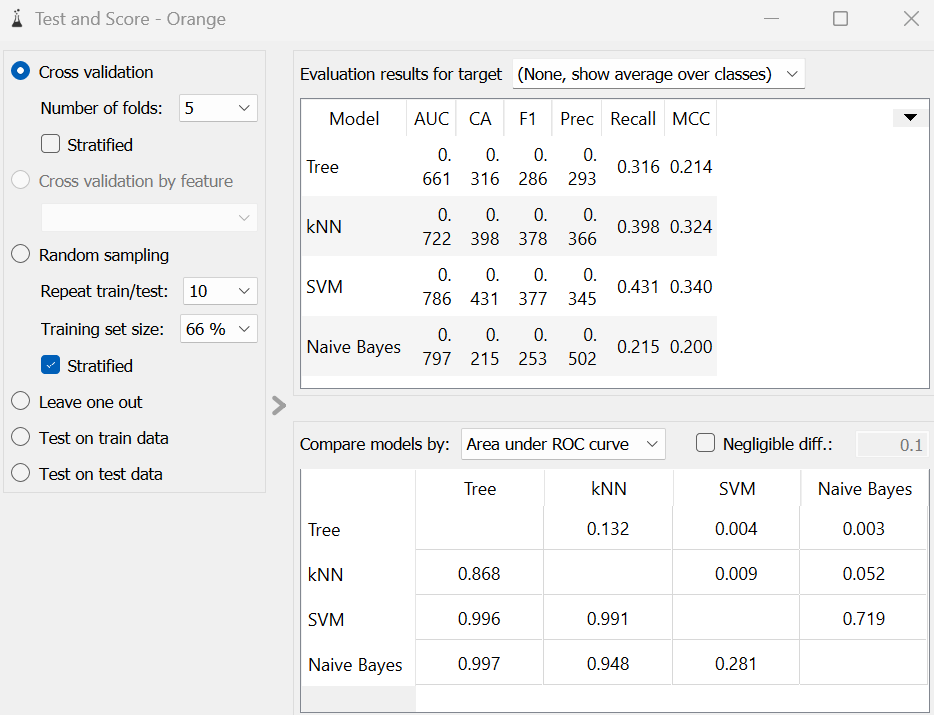 Test and Score - Orange
Cross validation
Number of folds: 5
Stratified
Cross validation by feature
Random sampling
Repeat train/test: 10
Training set size: 66 %
Stratified
Leave one out
Test on train data
Test on test data
Evaluation results for target (None, show average over classes)
Model AUC CA F1 Prec Recall MCC
Tree 0.661 0.316 0.286 0.293 0.316 0.214
kNN 0.722 0.398 0.378 0.366 0.398 0.324
SVM 0.786 0.431 0.377 0.345 0.431 0.340
Naive Bayes 0.797 0.215 0.253 0.502 0.215 0.200
Compare models by: Area under ROC curve Negligible diff.: 0.1
Tree kNN SVM Naive Bayes
Tree 0.132 0.004 0.003
kNN 0.868 0.009 0.052
SVM 0.996 0.991 0.719
Naive Bayes 0.997 0.948 0.281